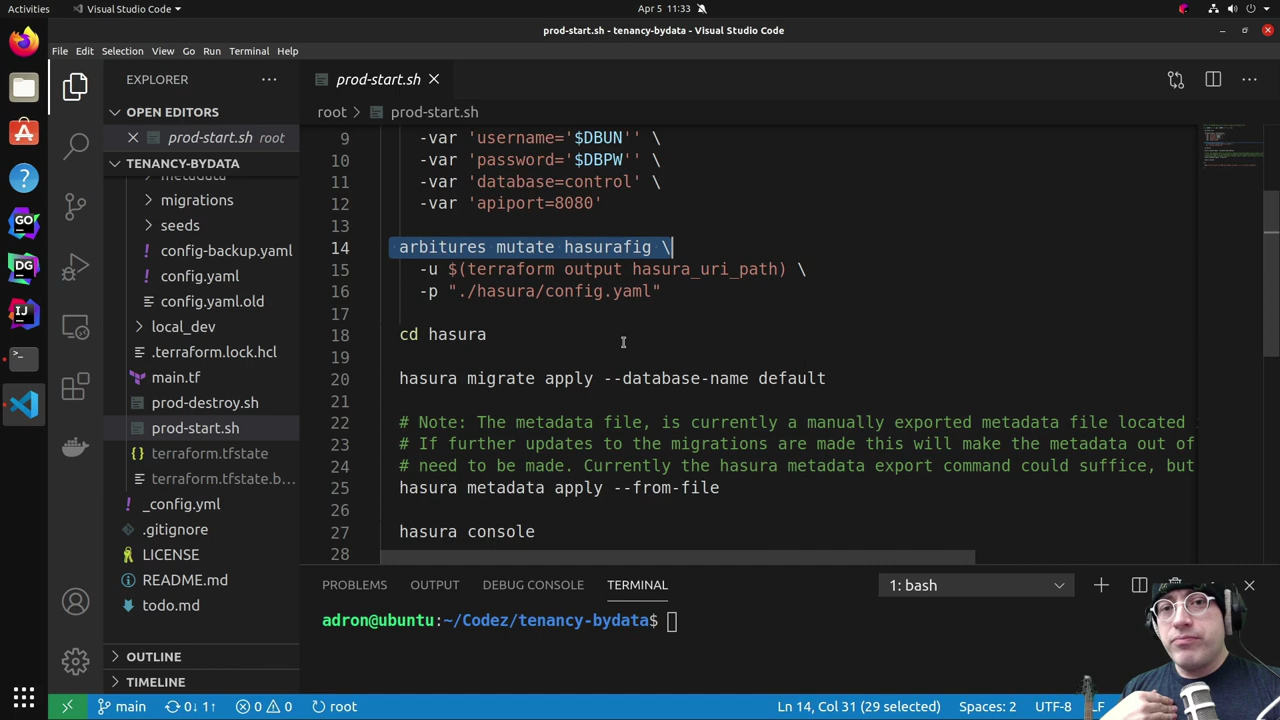 Activities
Visual Studio Code
Apr 5 11:33
prod-start.sh - tenancy-bydata - Visual Studio Code
File Edit Selection View Go Run Terminal Help
EXPLORER
OPEN EDITORS
prod-start.sh root
TENANCY-BYDATA
metadata
migrations
seeds
config-backup.yaml
config.yaml
config.yaml.old
local_dev
.terraform.lock.hcl
main.tf
prod-destroy.sh
prod-start.sh
terraform.tfstate
terraform.tfstate.b...
_config.yml
.gitignore
LICENSE
README.md
todo.md
OUTLINE
TIMELINE
prod-start.sh
root > prod-start.sh
9 -var 'username='$DBUN'' \
10 -var 'password='$DBPW'' \
11 -var 'database=control' \
12 -var 'apiport=8080'
13
14 arbitures mutate hasurafig \
15 -u $(terraform output hasura_uri_path) \
16 -p "./hasura/config.yaml"
17
18 cd hasura
19
20 hasura migrate apply --database-name default
21
22 # Note: The metadata file, is currently a manually exported metadata file located
23 # If further updates to the migrations are made this will make the metadata out of
24 # need to be made. Currently the hasura metadata export command could suffice, but
25 hasura metadata apply --from-file
26
27 hasura console
28
PROBLEMS OUTPUT DEBUG CONSOLE TERMINAL
1: bash
adron@ubuntu:~/Codez/tenancy-bydata$
main 0↓ 1↑ 0 0 root
Ln 14, Col 31 (29 selected) Spaces: 2 UTF-8 LF
GO
DG
IJ